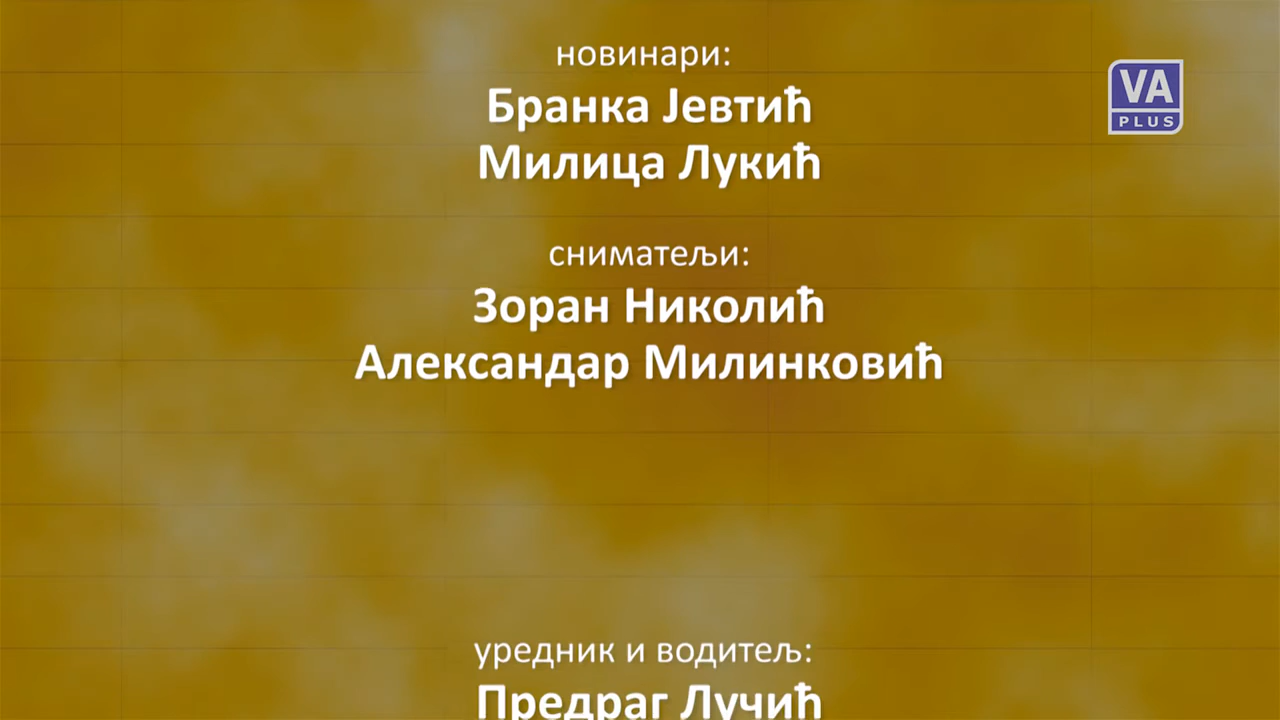 новинари:
Бранка Јевтић
Милица Лукић
VA
PLUS
сниматељи:
Зоран Николић
Александар Милинковић
уредник и водитељ:
Предраг Лучић